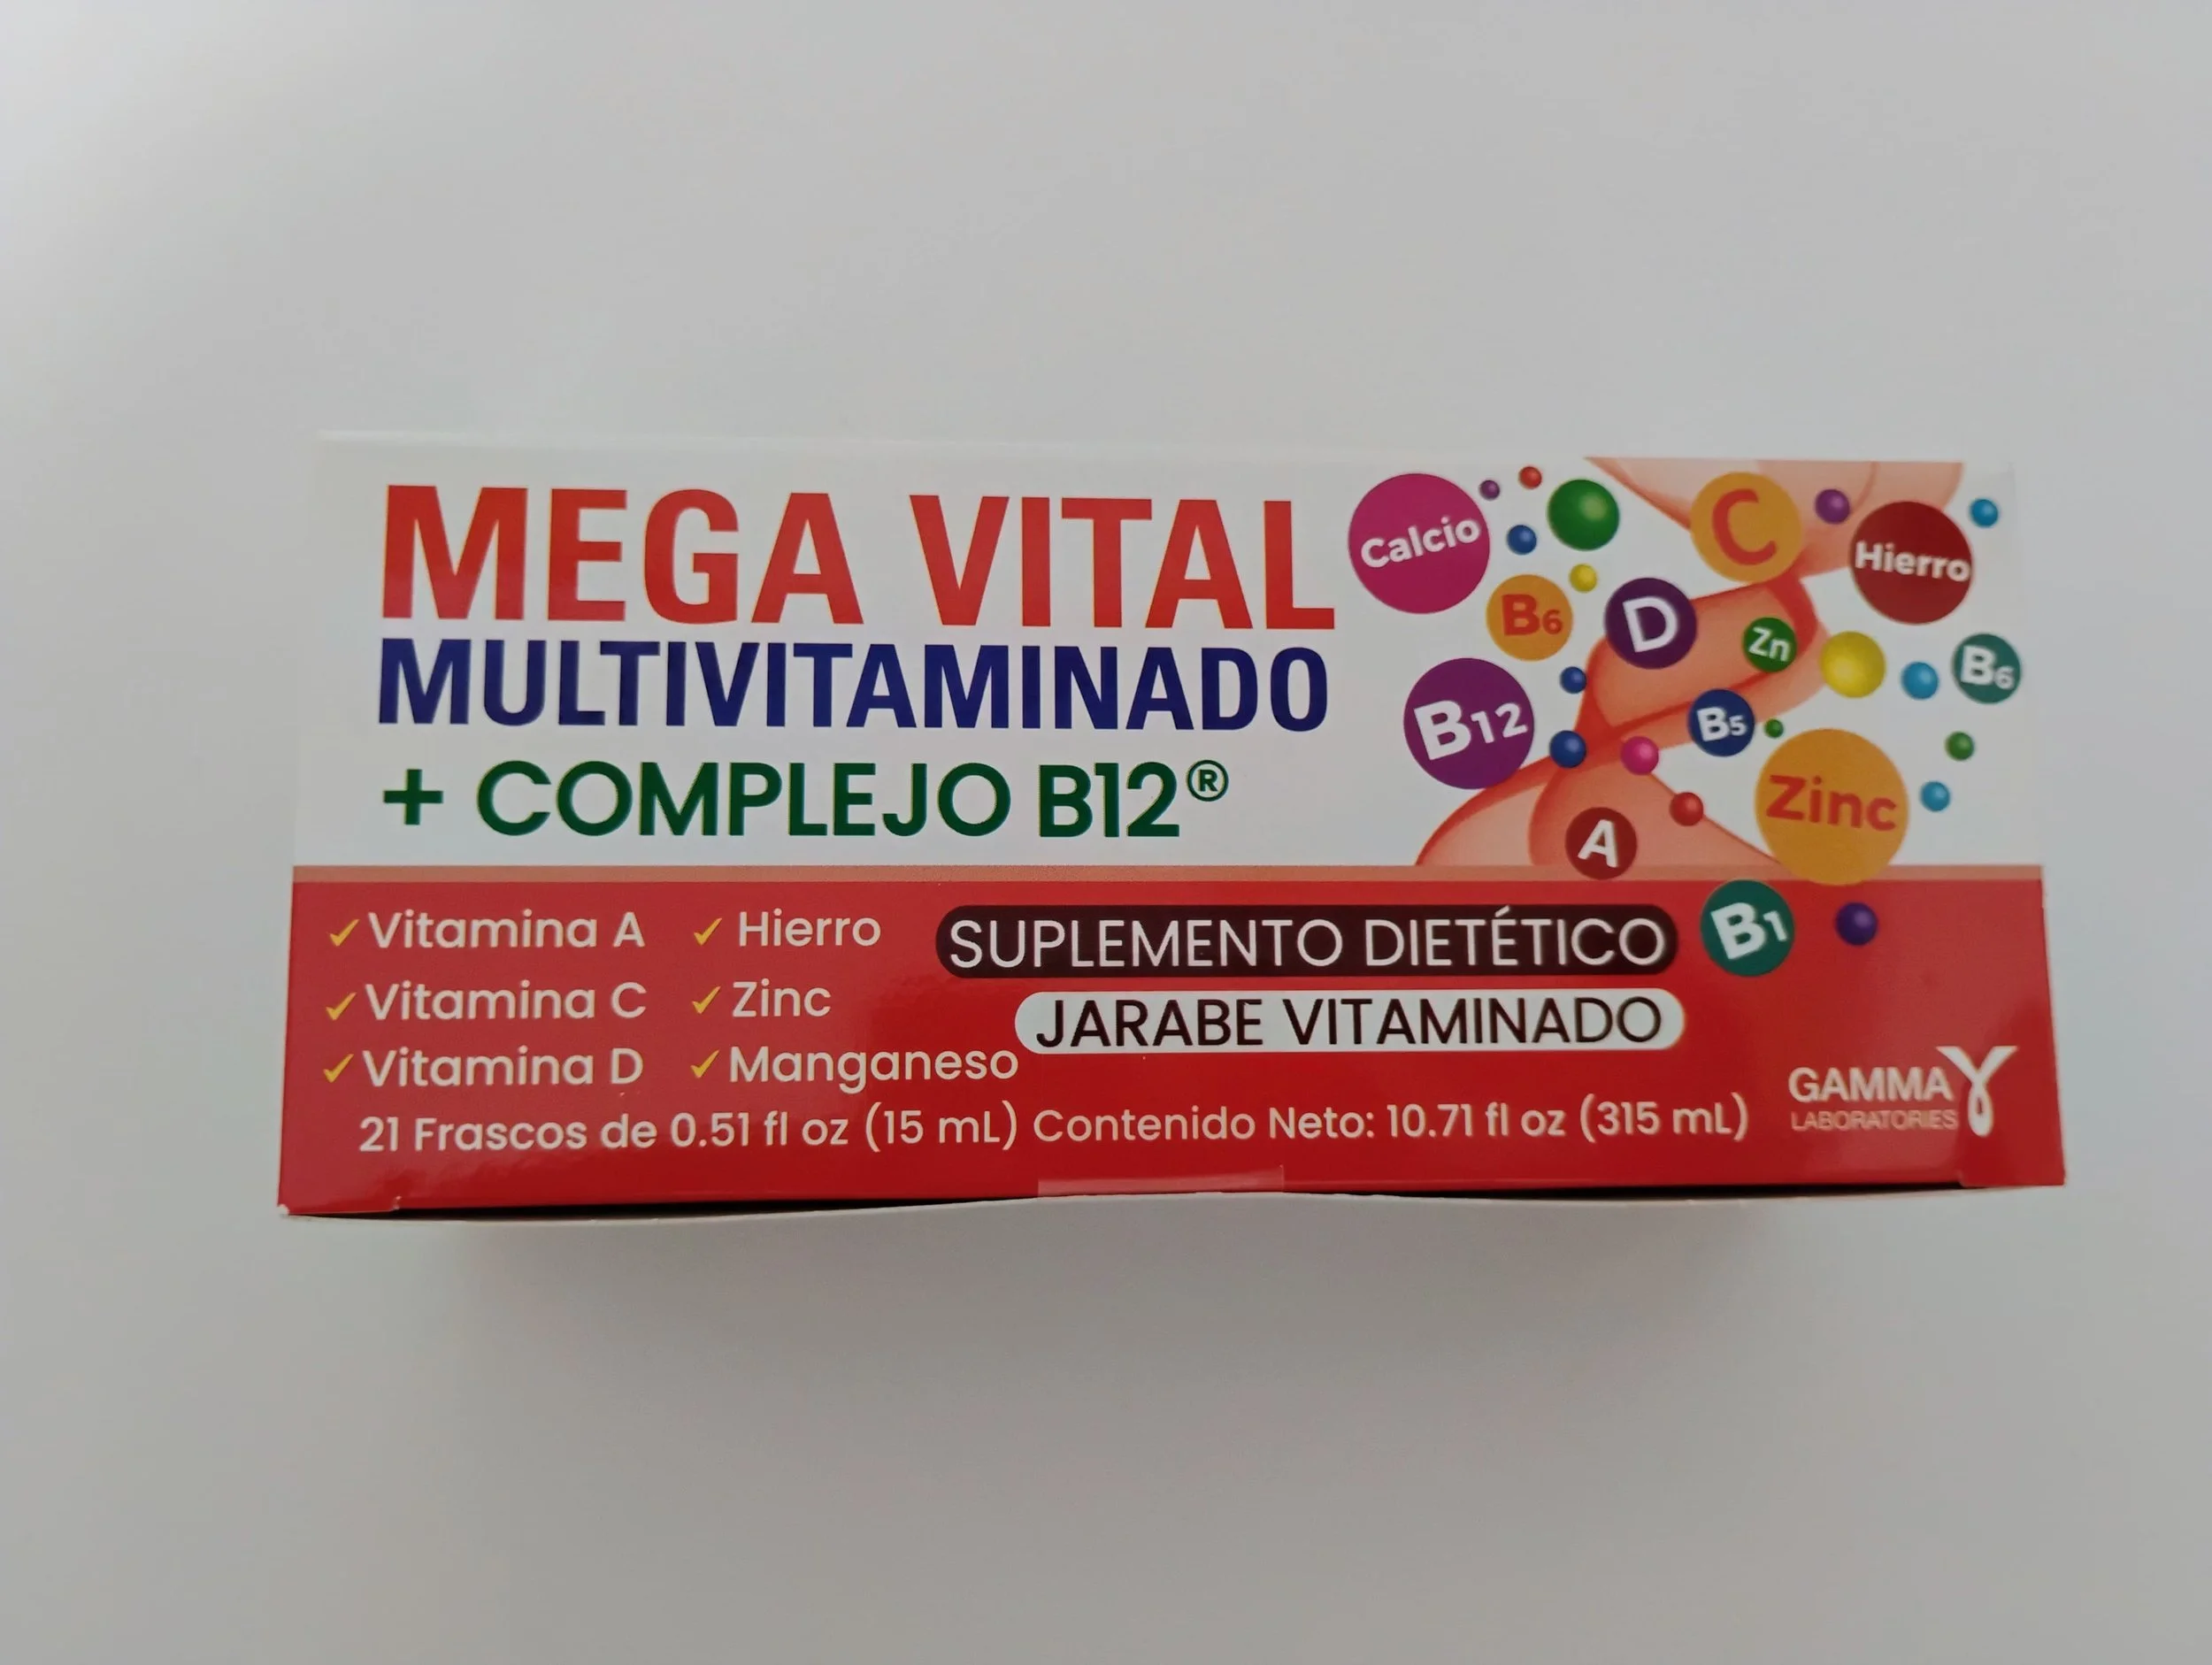 MEGA VITAL
MULTIVITAMINADO
+ COMPLEJO B12®
Calcio
C
Hierro
B6
D
Zn
B6
B12
B5
Zinc
A
B1
✓ Vitamina A
✓ Hierro
✓ Vitamina C
✓ Zinc
✓ Vitamina D
✓ Manganeso
SUPLEMENTO DIETÉTICO
JARABE VITAMINADO
21 Frascos de 0.51 fl oz (15 mL) Contenido Neto: 10.71 fl oz (315 mL)
GAMMA
LABORATORIES